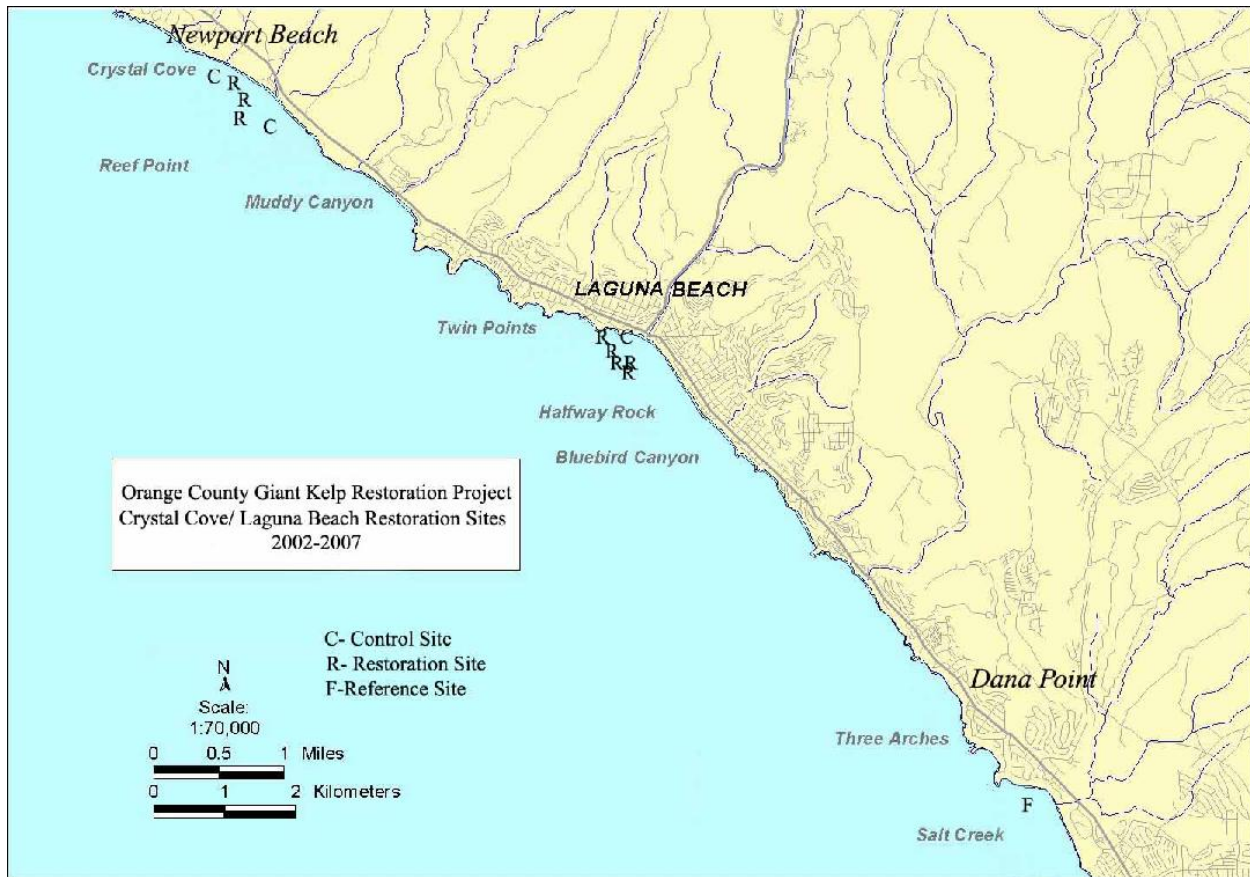 Newport Beach
Crystal Cove
C
R
R
R
C
Reef Point
Muddy Canyon
LAGUNA BEACH
Twin Points
R
C
R
R
R
R
Halfway Rock
Bluebird Canyon
Orange County Giant Kelp Restoration Project
Crystal Cove/ Laguna Beach Restoration Sites
2002-2007
C- Control Site
R- Restoration Site
F-Reference Site
N
Scale:
1:70,000
0 0.5 1 Miles
0 1 2 Kilometers
Dana Point
Three Arches
F
Salt Creek